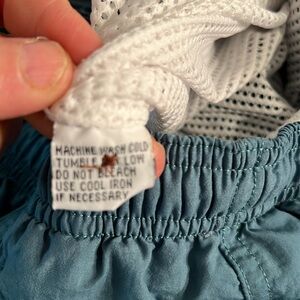 MACHINE WASH COLD
TUMBLE LOW
DO NOT BLEACH
USE COOL IRON
IF NECESSARY